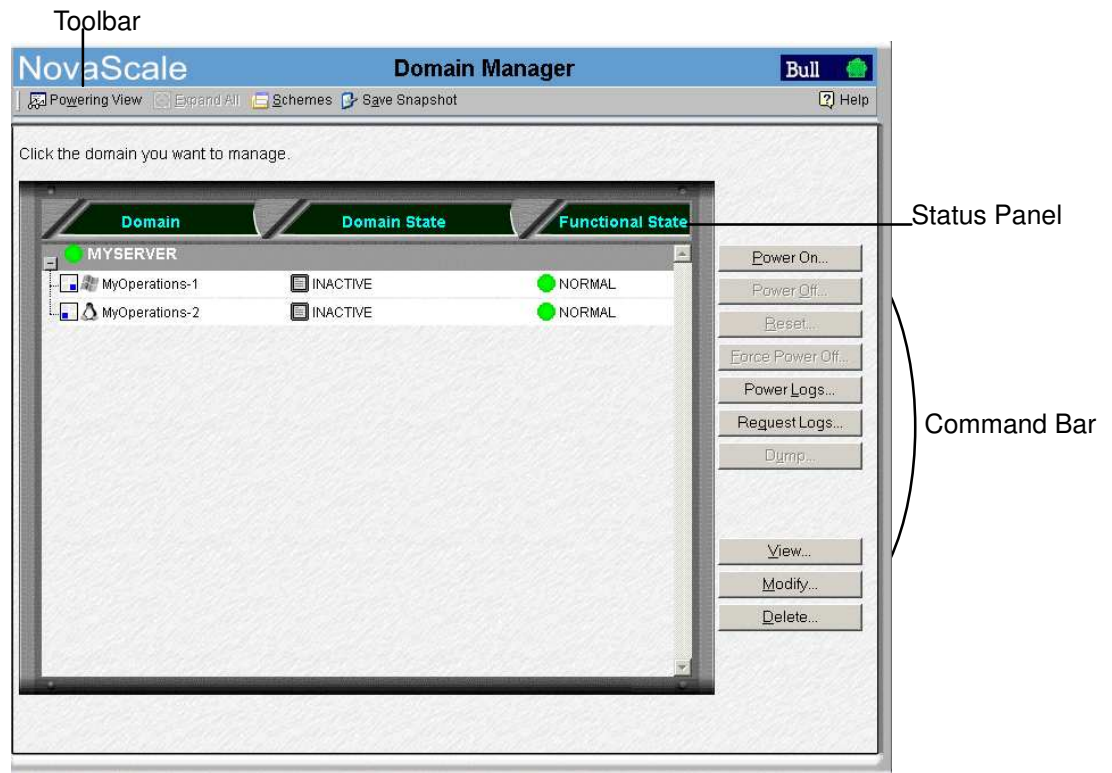 Toolbar
NovaScale Domain Manager Bull
Powering View Expand All Schemes Save Snapshot Help
Click the domain you want to manage.
Domain Domain State Functional State
Status Panel
MYSERVER
MyOperations-1 INACTIVE NORMAL
MyOperations-2 INACTIVE NORMAL
Power On...
Power Off...
Reset...
Force Power Off...
Power Logs...
Request Logs...
Dump...
Command Bar
View...
Modify...
Delete...